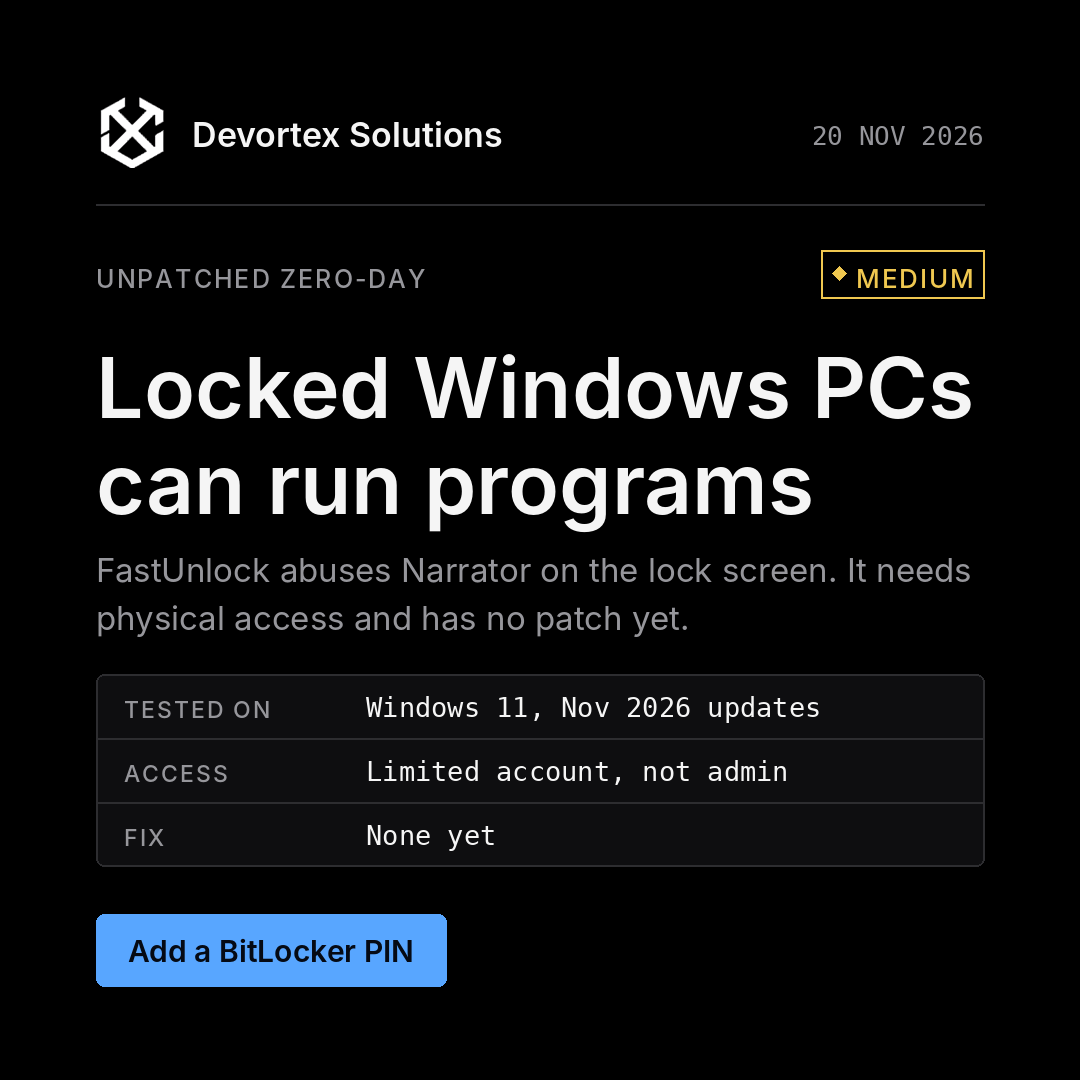 Devortex Solutions
20 NOV 2026
UNPATCHED ZERO-DAY
MEDIUM
Locked Windows PCs
can run programs
FastUnlock abuses Narrator on the lock screen. It needs
physical access and has no patch yet.
TESTED ON Windows 11, Nov 2026 updates
ACCESS Limited account, not admin
FIX None yet
Add a BitLocker PIN